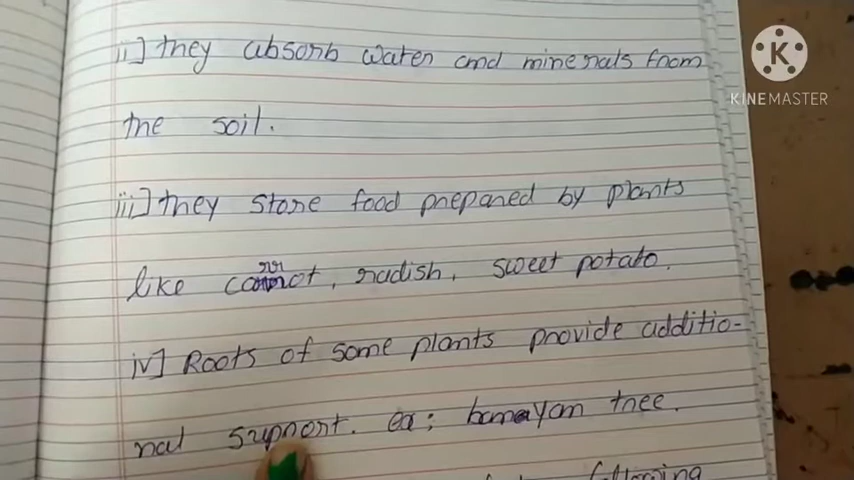 ii] they absorb water and minerals from
the soil.
iii] they store food prepared by plants
like carrot, radish, sweet potato.
iv] Roots of some plants provide additio-
nal support. ex: banayan tree.
following
K
KINEMASTER